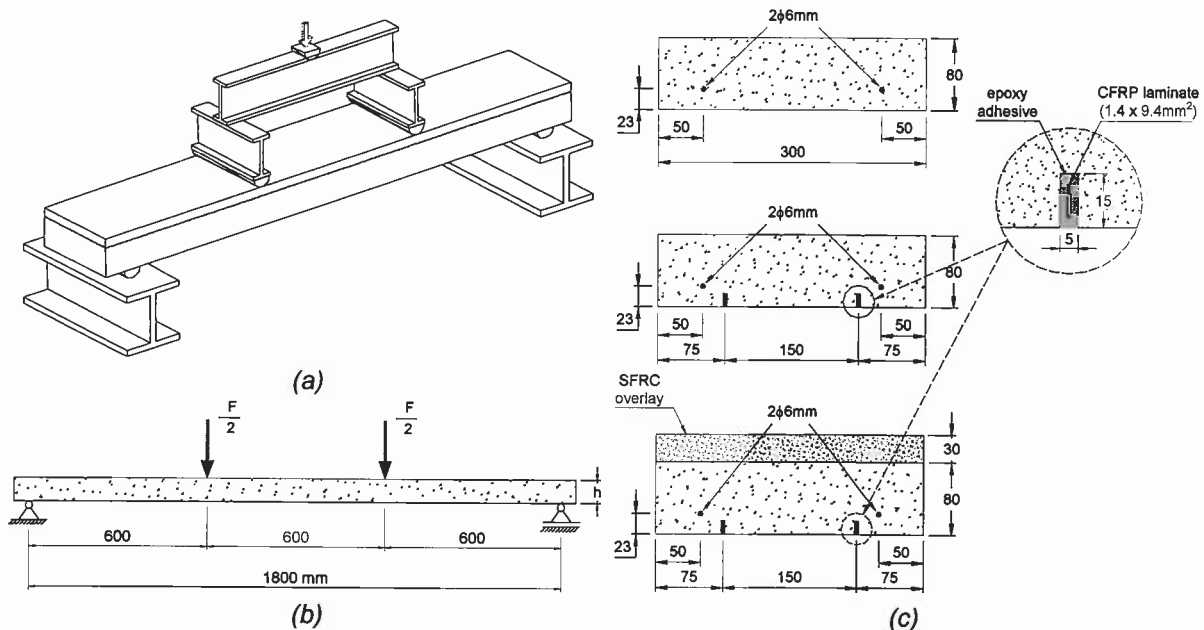 (a)
F
2
F
2
h
600
600
600
1800 mm
(b)
2ϕ6mm
80
23
50
50
300
epoxy
adhesive
CFRP laminate
(1.4 x 9.4mm²)
15
5
2ϕ6mm
80
23
50
50
75
150
75
SFRC
overlay
2ϕ6mm
30
80
23
50
50
75
150
75
(c)